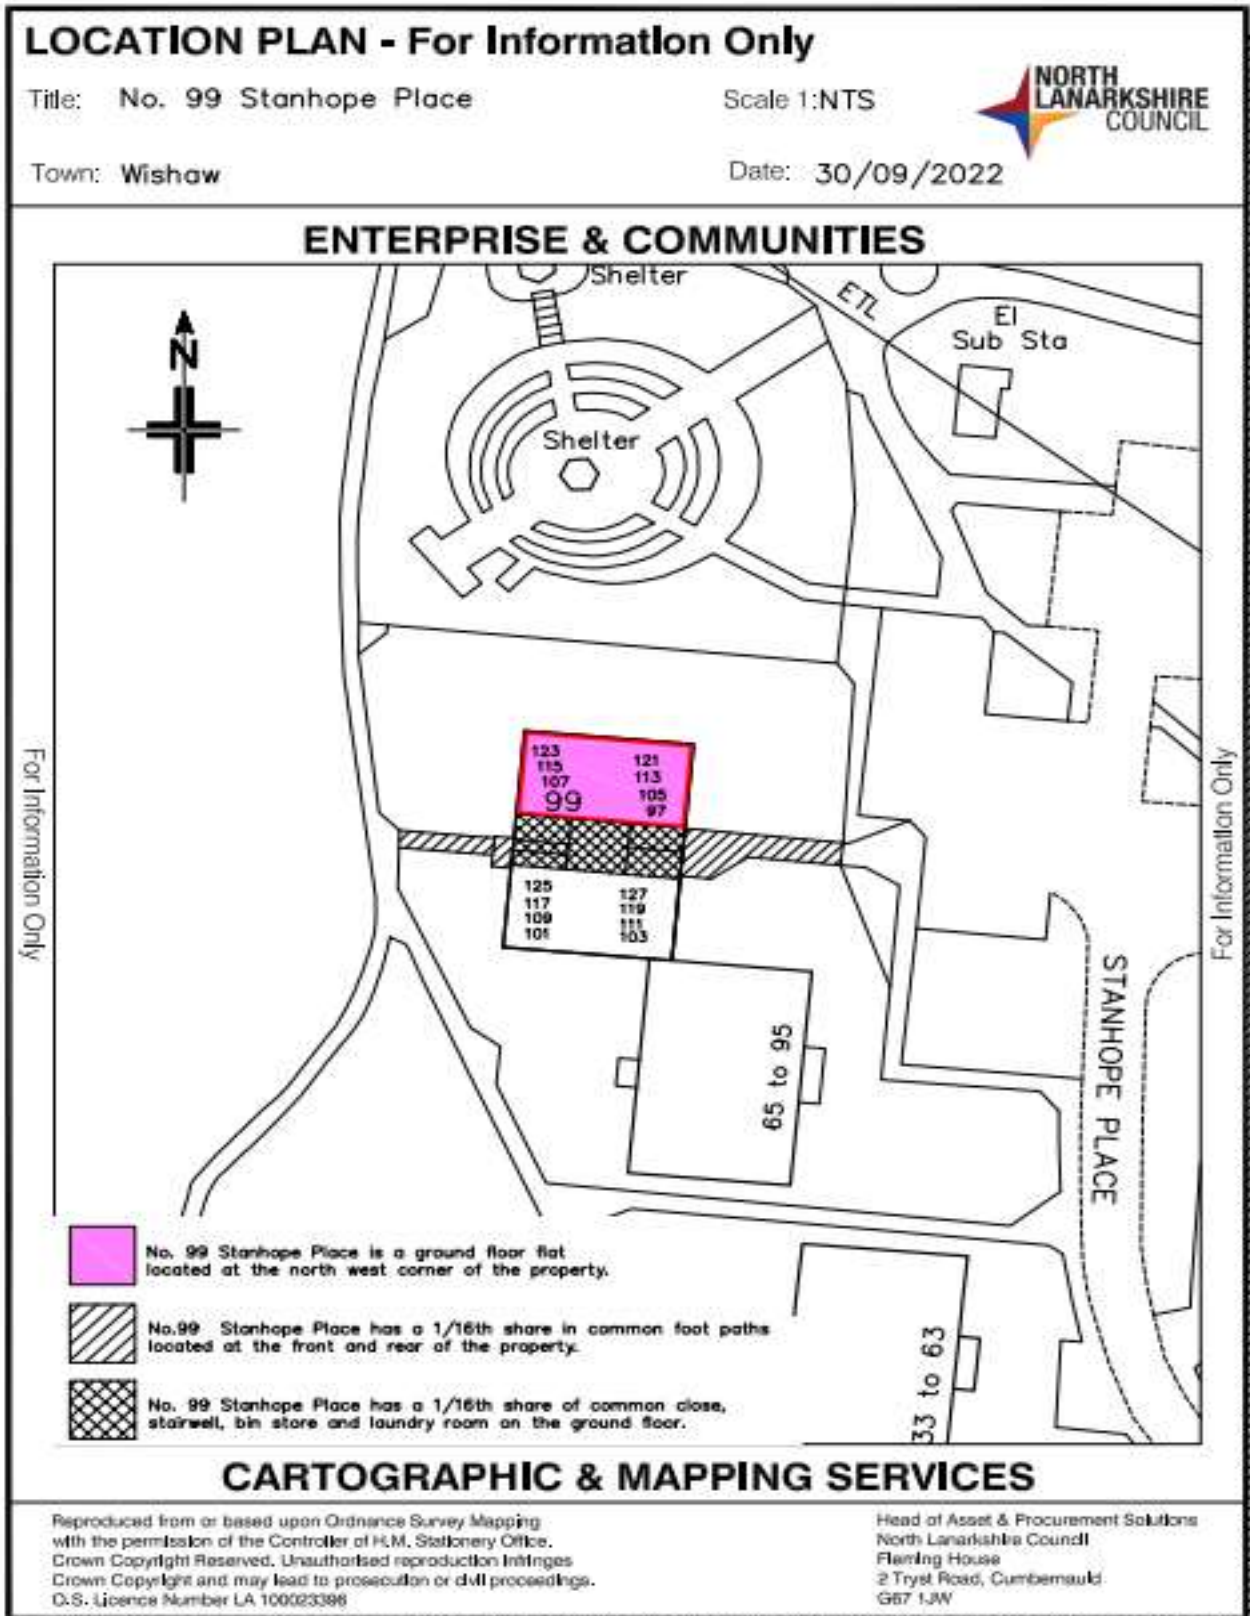 LOCATION PLAN - For Information Only
Title: No. 99 Stanhope Place
Scale 1:NTS
NORTH
LANARKSHIRE
COUNCIL
Town: Wishaw
Date: 30/09/2022
ENTERPRISE & COMMUNITIES
Shelter
ETL
El
Sub Sta
N
Shelter
For Information Only
For Information Only
123
115
107
99
121
113
105
97
125
117
109
101
127
119
111
103
65 to 95
STANHOPE PLACE
33 to 63
No. 99 Stanhope Place is a ground floor flat
located at the north west corner of the property.
No.99 Stanhope Place has a 1/16th share in common foot paths
located at the front and rear of the property.
No. 99 Stanhope Place has a 1/16th share of common close,
stairwell, bin store and laundry room on the ground floor.
CARTOGRAPHIC & MAPPING SERVICES
Reproduced from or based upon Ordnance Survey Mapping
with the permission of the Controller of H.M. Stationery Office.
Crown Copyright Reserved. Unauthorised reproduction infringes
Crown Copyright and may lead to prosecution or civil proceedings.
O.S. Licence Number LA 100023396
Head of Asset & Procurement Solutions
North Lanarkshire Council
Fleming House
2 Tryst Road, Cumbernauld
G67 1JW